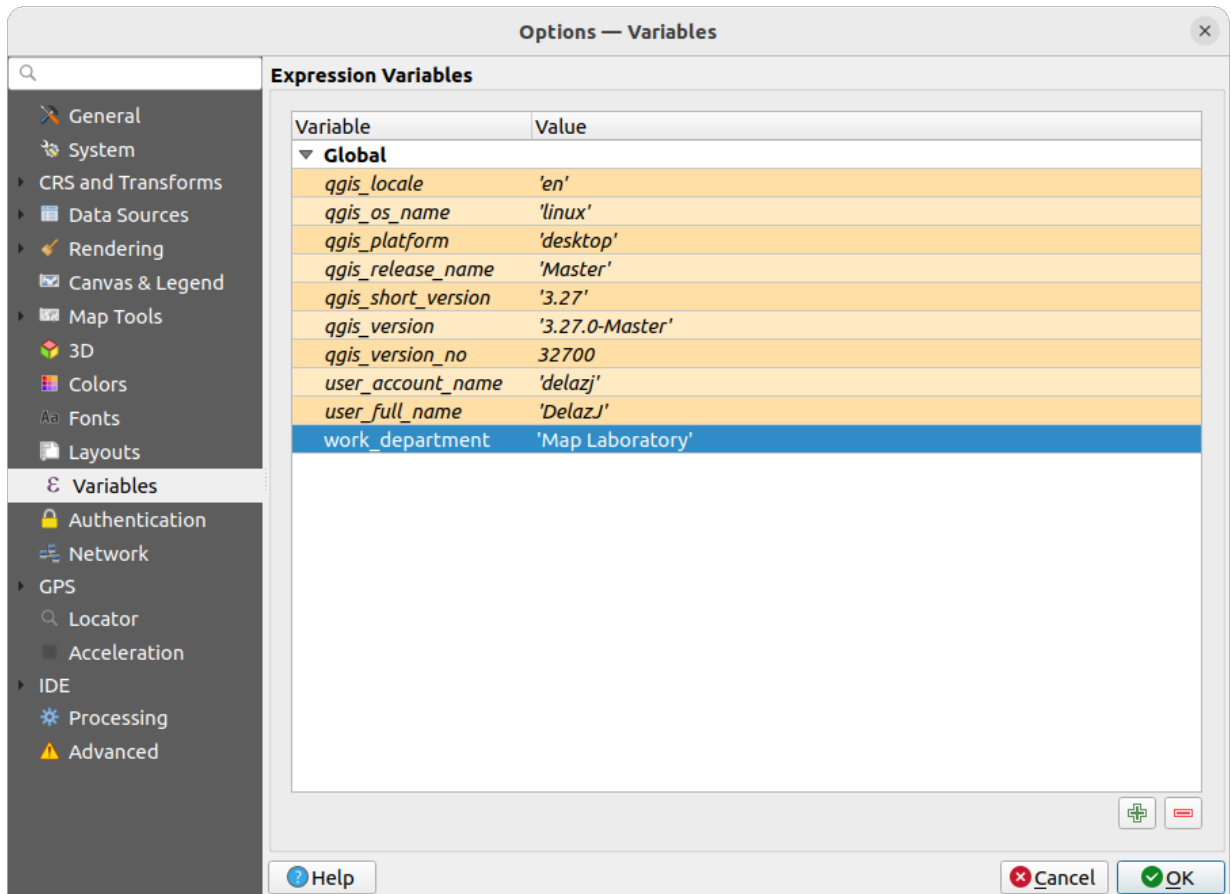 Options — Variables
Expression Variables
General
System
CRS and Transforms
Data Sources
Rendering
Canvas & Legend
Map Tools
3D
Colors
Aa Fonts
Layouts
ε Variables
Authentication
Network
GPS
Locator
Acceleration
IDE
Processing
Advanced
Variable Value
Global
qgis_locale 'en'
qgis_os_name 'linux'
qgis_platform 'desktop'
qgis_release_name 'Master'
qgis_short_version '3.27'
qgis_version '3.27.0-Master'
qgis_version_no 32700
user_account_name 'delazj'
user_full_name 'DelazJ'
work_department 'Map Laboratory'
Help
Cancel
OK